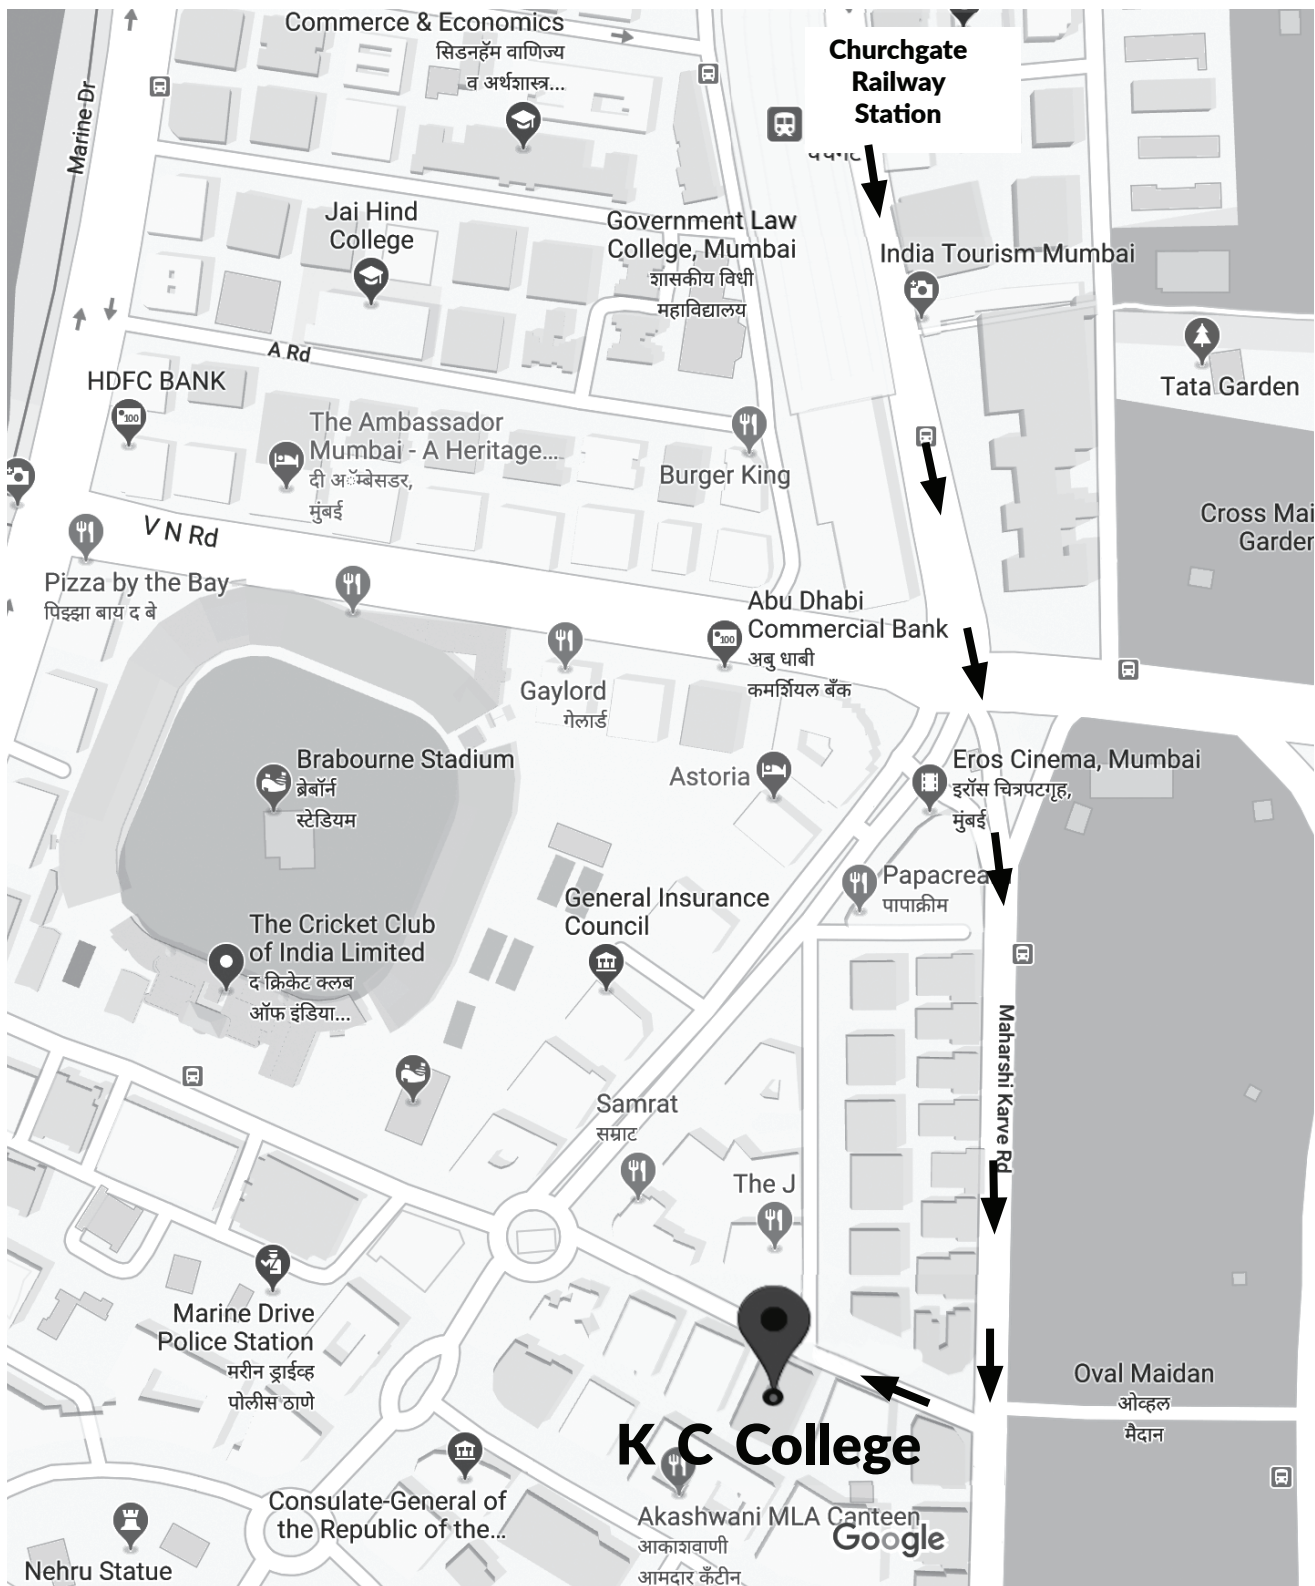 Commerce & Economics
सिडनहॅम वाणिज्य
व अर्थशास्त्र...
Churchgate
Railway
Station
Marine Dr
Jai Hind
College
Government Law
College, Mumbai
शासकीय विधी
महाविद्यालय
India Tourism Mumbai
A Rd
Tata Garden
HDFC BANK
100
The Ambassador
Mumbai - A Heritage...
दी अॅम्बेसडर,
मुंबई
Burger King
V N Rd
Cross Mai
Garden
Pizza by the Bay
पिझ्झा बाय द बे
Abu Dhabi
Commercial Bank
अबु धाबी
कमर्शियल बँक
100
Gaylord
गेलार्ड
Brabourne Stadium
ब्रेबॉर्न
स्टेडियम
Astoria
Eros Cinema, Mumbai
इरॉस चित्रपटगृह,
मुंबई
Papacrea
पापाक्रीम
General Insurance
Council
The Cricket Club
of India Limited
द क्रिकेट क्लब
ऑफ इंडिया...
Maharshi Karve Rd
Samrat
सम्राट
The J
Marine Drive
Police Station
मरीन ड्राईव्ह
पोलीस ठाणे
Oval Maidan
ओव्हल
मैदान
K C College
Consulate-General of
the Republic of the...
Akashwani MLA Canteen
आकाशवाणी
आमदार कँटीन
Google
Nehru Statue